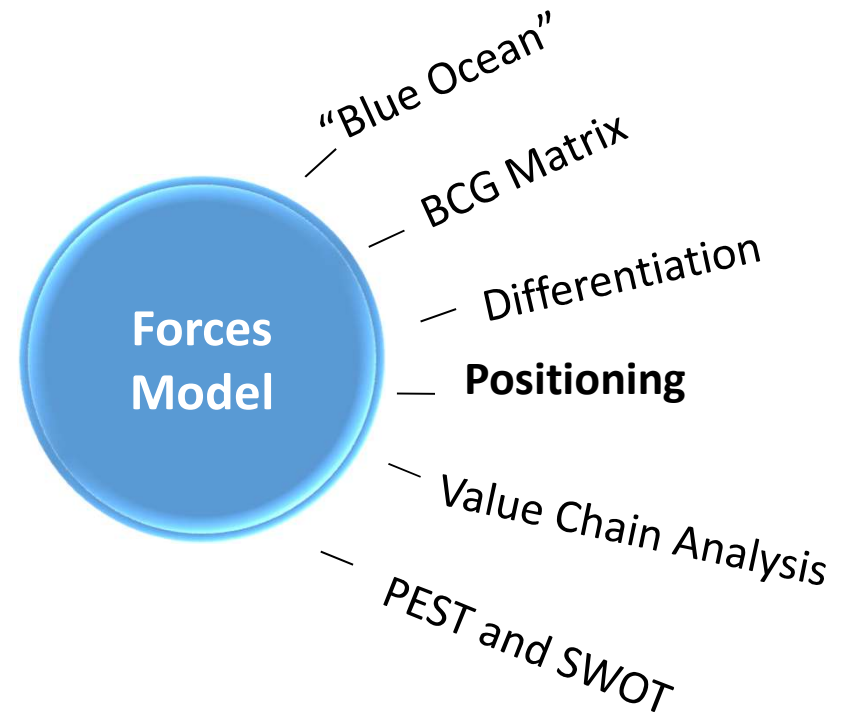 “Blue Ocean”
BCG Matrix
Differentiation
Forces
Model
Positioning
Value Chain Analysis
PEST and SWOT